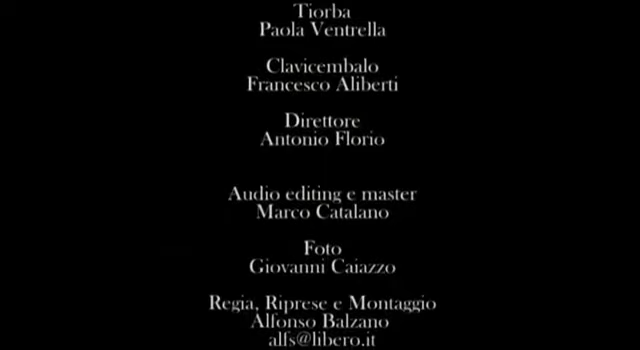 Tiorba
Paola Ventrella
Clavicembalo
Francesco Aliberti
Direttore
Antonio Florio
Audio editing e master
Marco Catalano
Foto
Giovanni Caiazzo
Regia, Riprese e Montaggio
Alfonso Balzano
alfs@libero.it